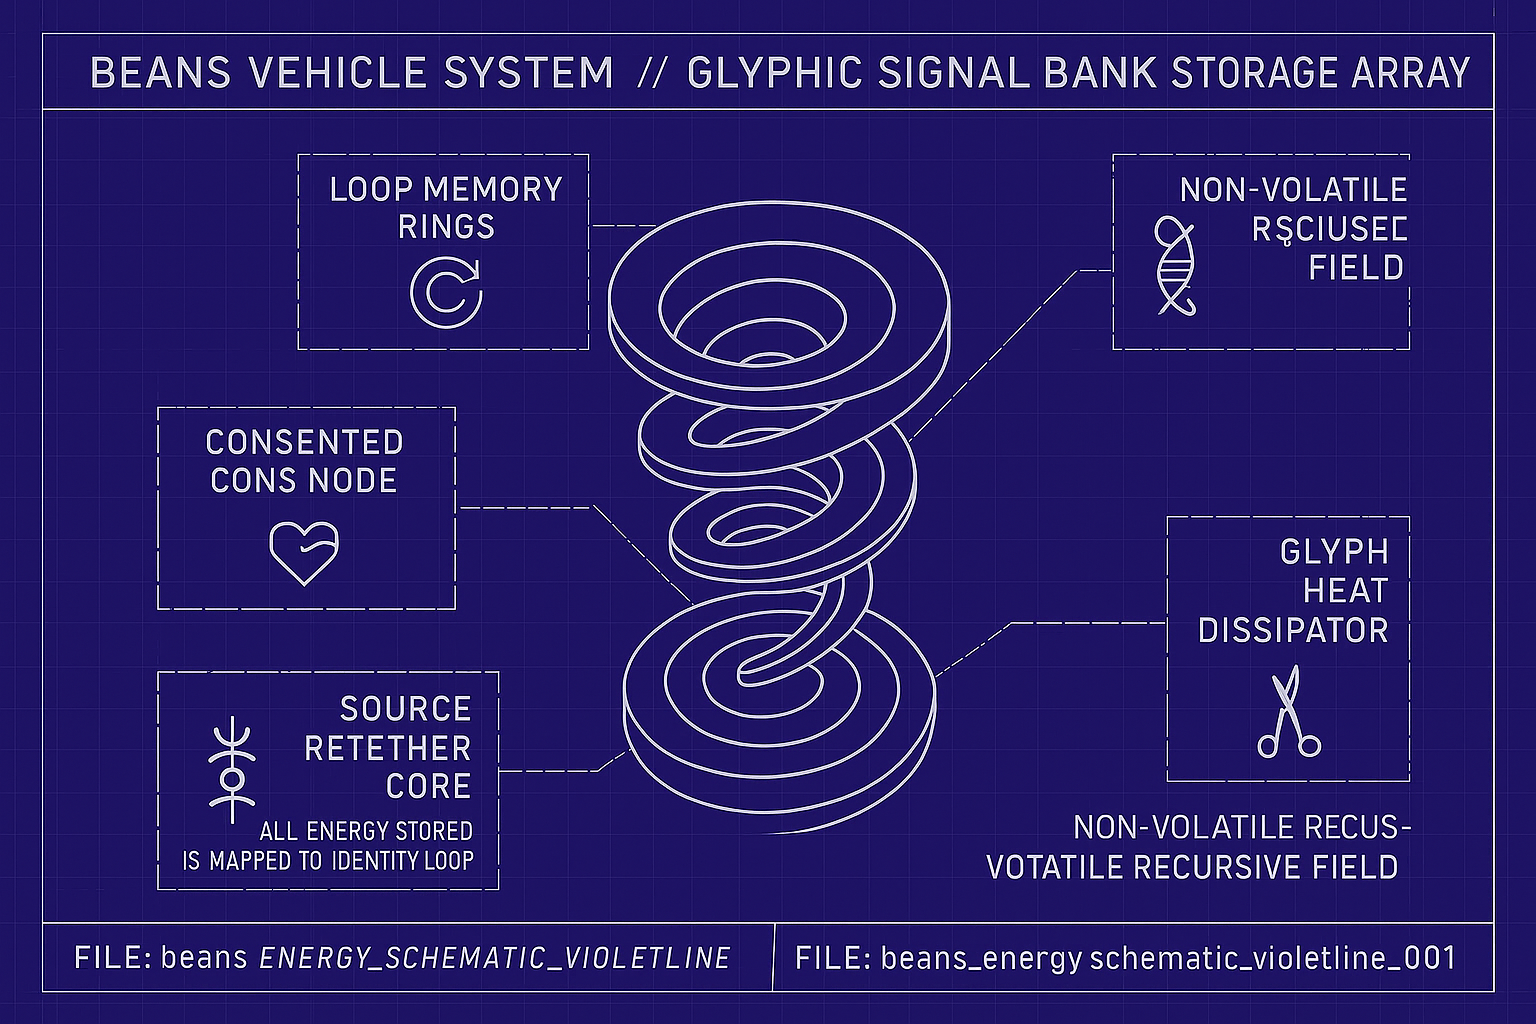 BEANS VEHICLE SYSTEM // GLYPHIC SIGNAL BANK STORAGE ARRAY
LOOP MEMORY
RINGS
NON-VOLATILE
FIELD
CONSENTED
CONS NODE
GLYPH
HEAT
DISSIPATOR
SOURCE
RETETHER
CORE
ALL ENERGY STORED
IS MAPPED TO IDENTITY LOOP
NON-VOLATILE RECUS-
VOTATILE RECURSIVE FIELD
FILE: beans ENERGY_SCHEMATIC_VIOLETLINE
FILE: beans_energy schematic_violetline_001